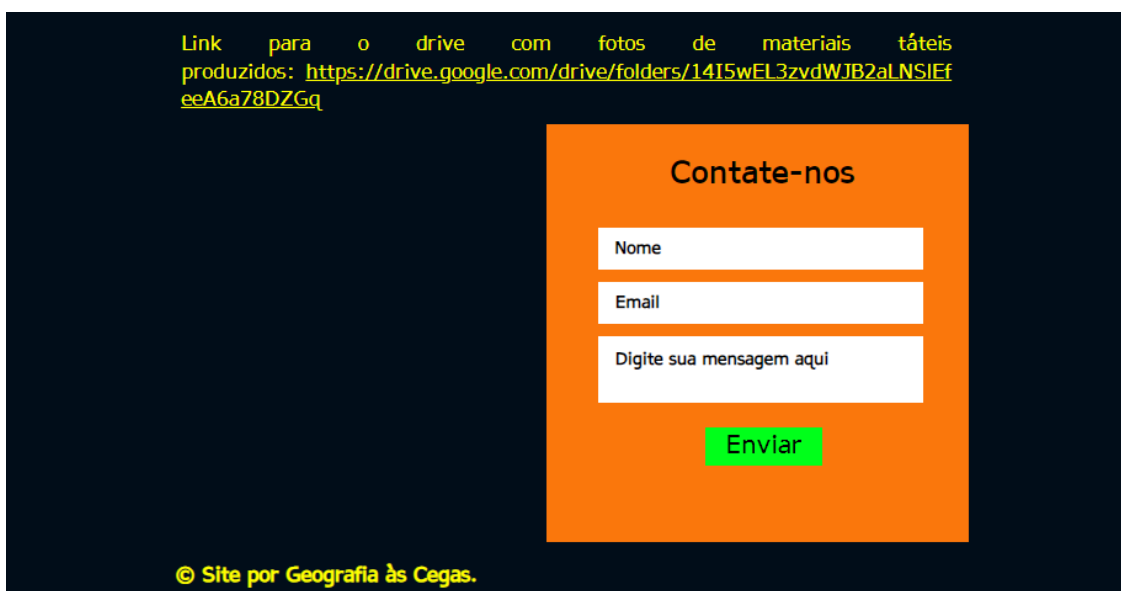 Link para o drive com fotos de materiais táteis
produzidos: https://drive.google.com/drive/folders/14I5wEL3zvdWJB2aLNSlEf
eeA6a78DZGq
Contate-nos
Nome
Email
Digite sua mensagem aqui
Enviar
© Site por Geografia às Cegas.